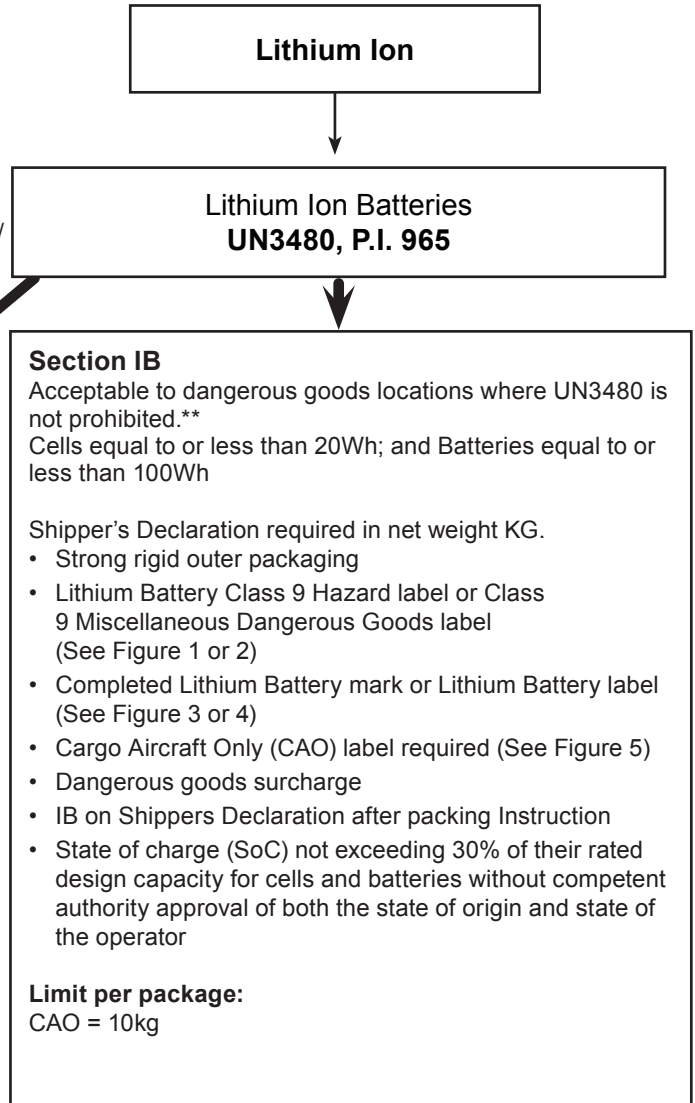 Lithium Ion
Lithium Ion Batteries
UN3480, P.I. 965
Section IB
Acceptable to dangerous goods locations where UN3480 is
not prohibited.**
Cells equal to or less than 20Wh; and Batteries equal to or
less than 100Wh
Shipper's Declaration required in net weight KG.
• Strong rigid outer packaging
• Lithium Battery Class 9 Hazard label or Class
9 Miscellaneous Dangerous Goods label
(See Figure 1 or 2)
• Completed Lithium Battery mark or Lithium Battery label
(See Figure 3 or 4)
• Cargo Aircraft Only (CAO) label required (See Figure 5)
• Dangerous goods surcharge
• IB on Shippers Declaration after packing Instruction
• State of charge (SoC) not exceeding 30% of their rated
design capacity for cells and batteries without competent
authority approval of both the state of origin and state of
the operator
Limit per package:
CAO = 10kg